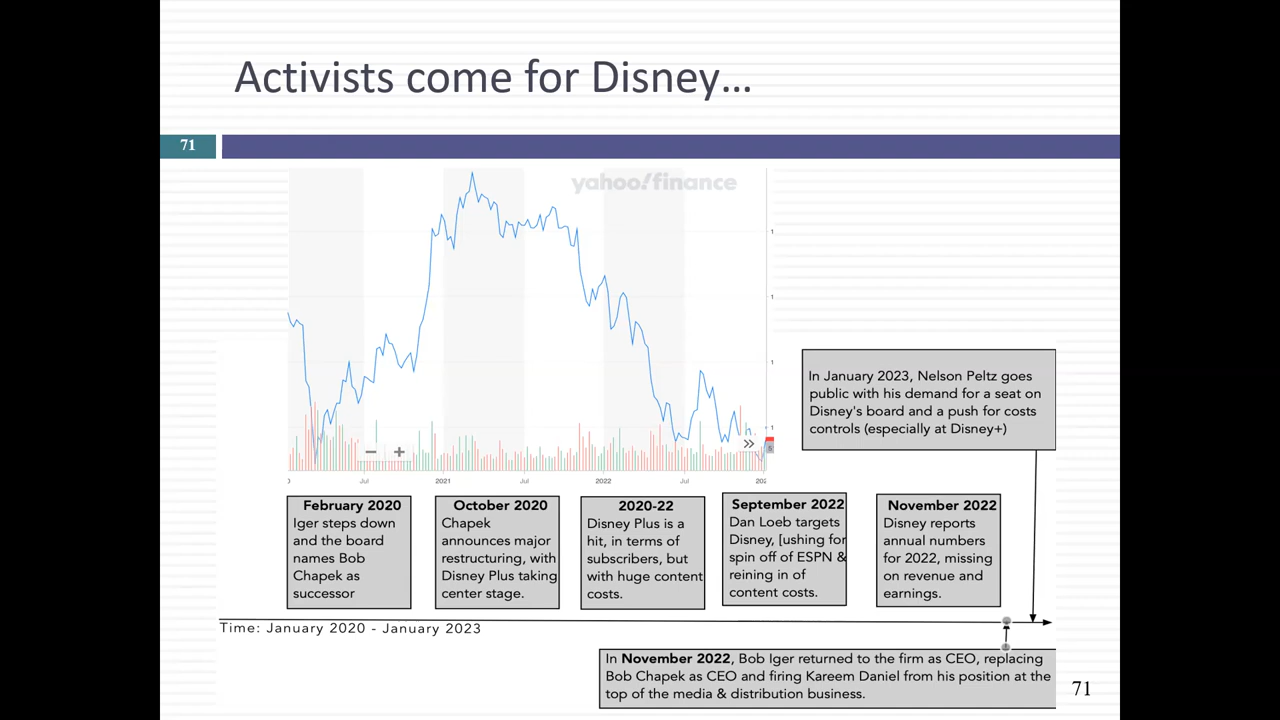 Activists come for Disney...
71
yahoo!finance
1
1
1
1
Jul
2021
Jul
2022
Jul
202
In January 2023, Nelson Peltz goes
public with his demand for a seat on
Disney's board and a push for costs
controls (especially at Disney+)
February 2020
Iger steps down
and the board
names Bob
Chapek as
successor
October 2020
Chapek
announces major
restructuring, with
Disney Plus taking
center stage.
2020-22
Disney Plus is a
hit, in terms of
subscribers, but
with huge content
costs.
September 2022
Dan Loeb targets
Disney, [ushing for
spin off of ESPN &
reining in of
content costs.
November 2022
Disney reports
annual numbers
for 2022, missing
on revenue and
earnings.
Time: January 2020 - January 2023
In November 2022, Bob Iger returned to the firm as CEO, replacing
Bob Chapek as CEO and firing Kareem Daniel from his position at the
top of the media & distribution business.
71